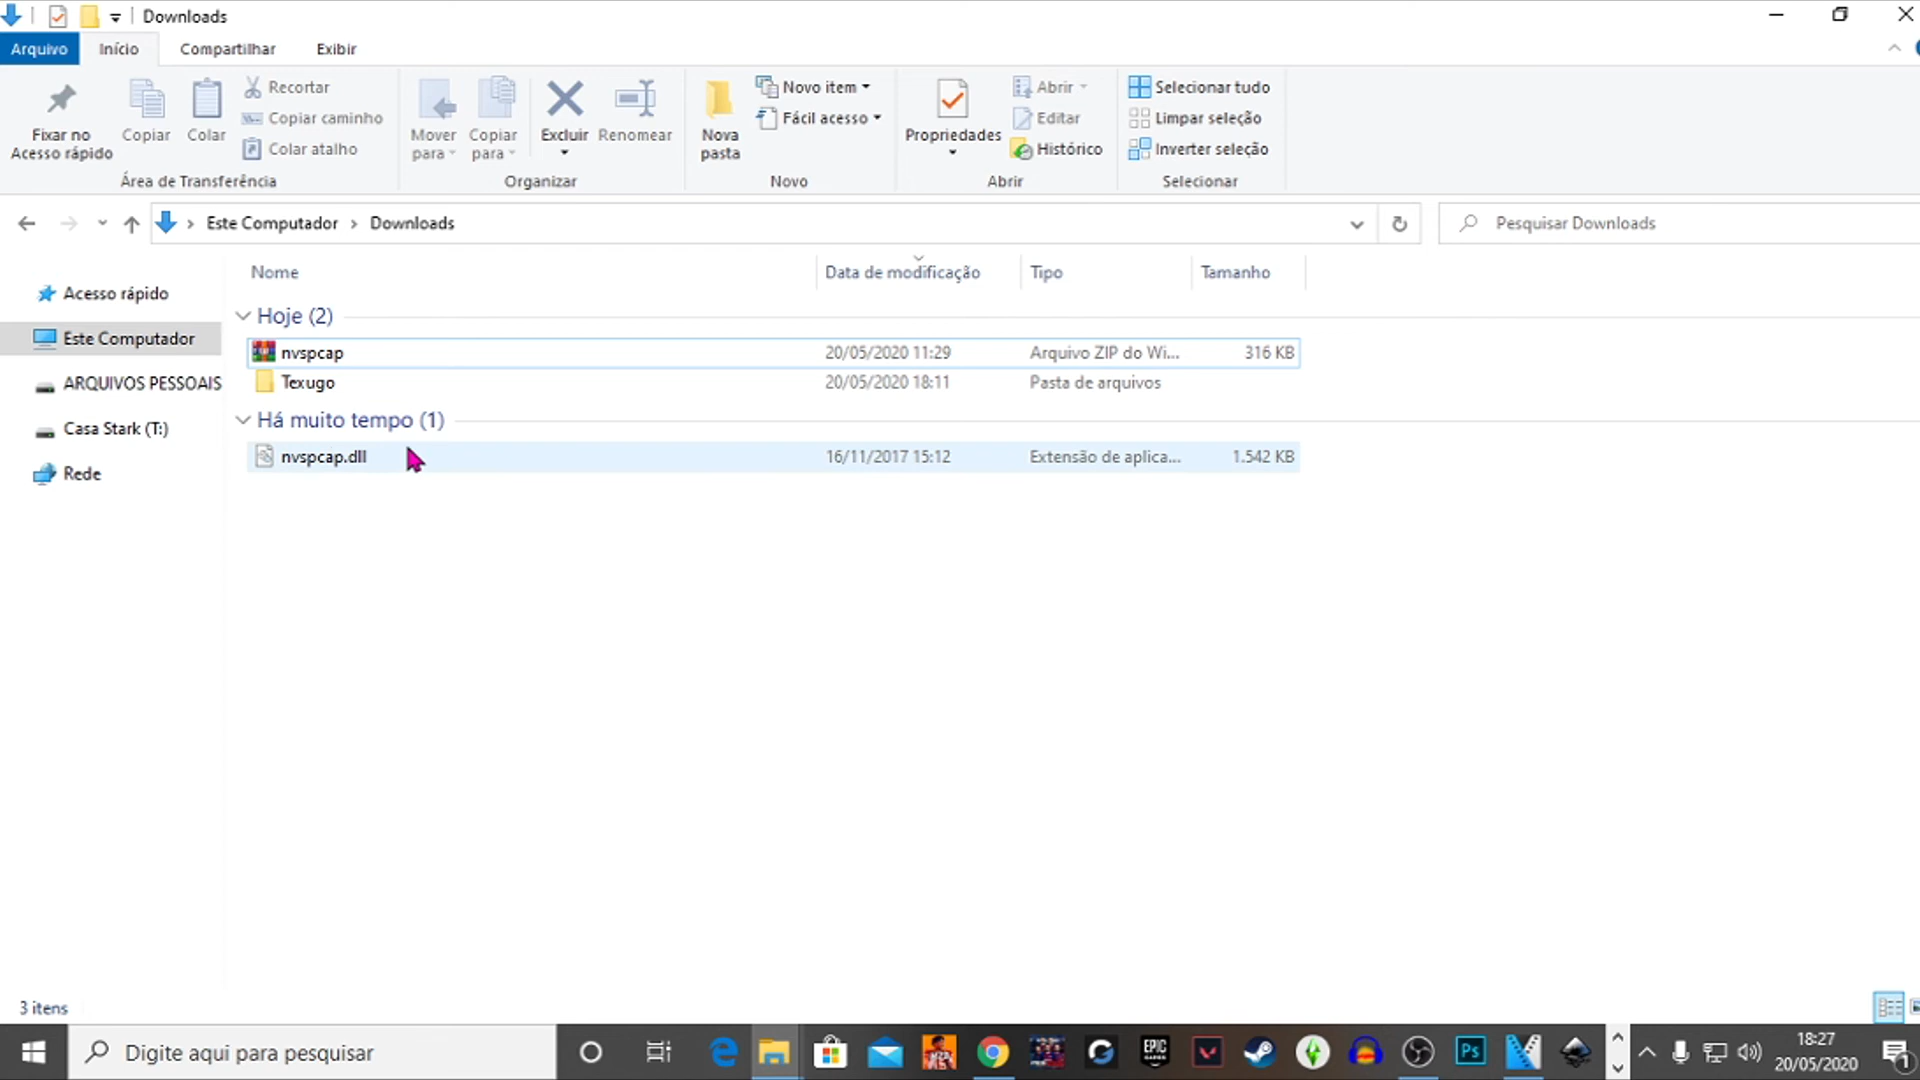 Downloads
Arquivo
Início
Compartilhar
Exibir
Fixar no
Acesso rápido
Copiar
Colar
Recortar
Copiar caminho
Colar atalho
Área de Transferência
Mover
para
Copiar
para
Excluir
Renomear
Organizar
Nova
pasta
Novo item
Fácil acesso
Novo
Propriedades
Abrir
Editar
Histórico
Abrir
Selecionar tudo
Limpar seleção
Inverter seleção
Selecionar
Este Computador > Downloads
Pesquisar Downloads
Acesso rápido
Este Computador
ARQUIVOS PESSOAIS
Casa Stark (T:)
Rede
Nome Data de modificação Tipo Tamanho
Hoje (2)
nvspcap 20/05/2020 11:29 Arquivo ZIP do Wi... 316 KB
Texugo 20/05/2020 18:11 Pasta de arquivos
Há muito tempo (1)
nvspcap.dll 16/11/2017 15:12 Extensão de aplica... 1.542 KB
3 itens
Digite aqui para pesquisar
EPIC
GAMES
Ps
18:27
20/05/2020
1